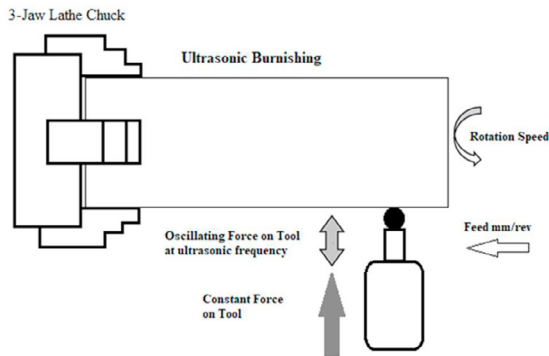 3-Jaw Lathe Chuck
Ultrasonic Burnishing
Rotation Speed
Oscillating Force on Tool
at ultrasonic frequency
Feed mm/rev
Constant Force
on Tool